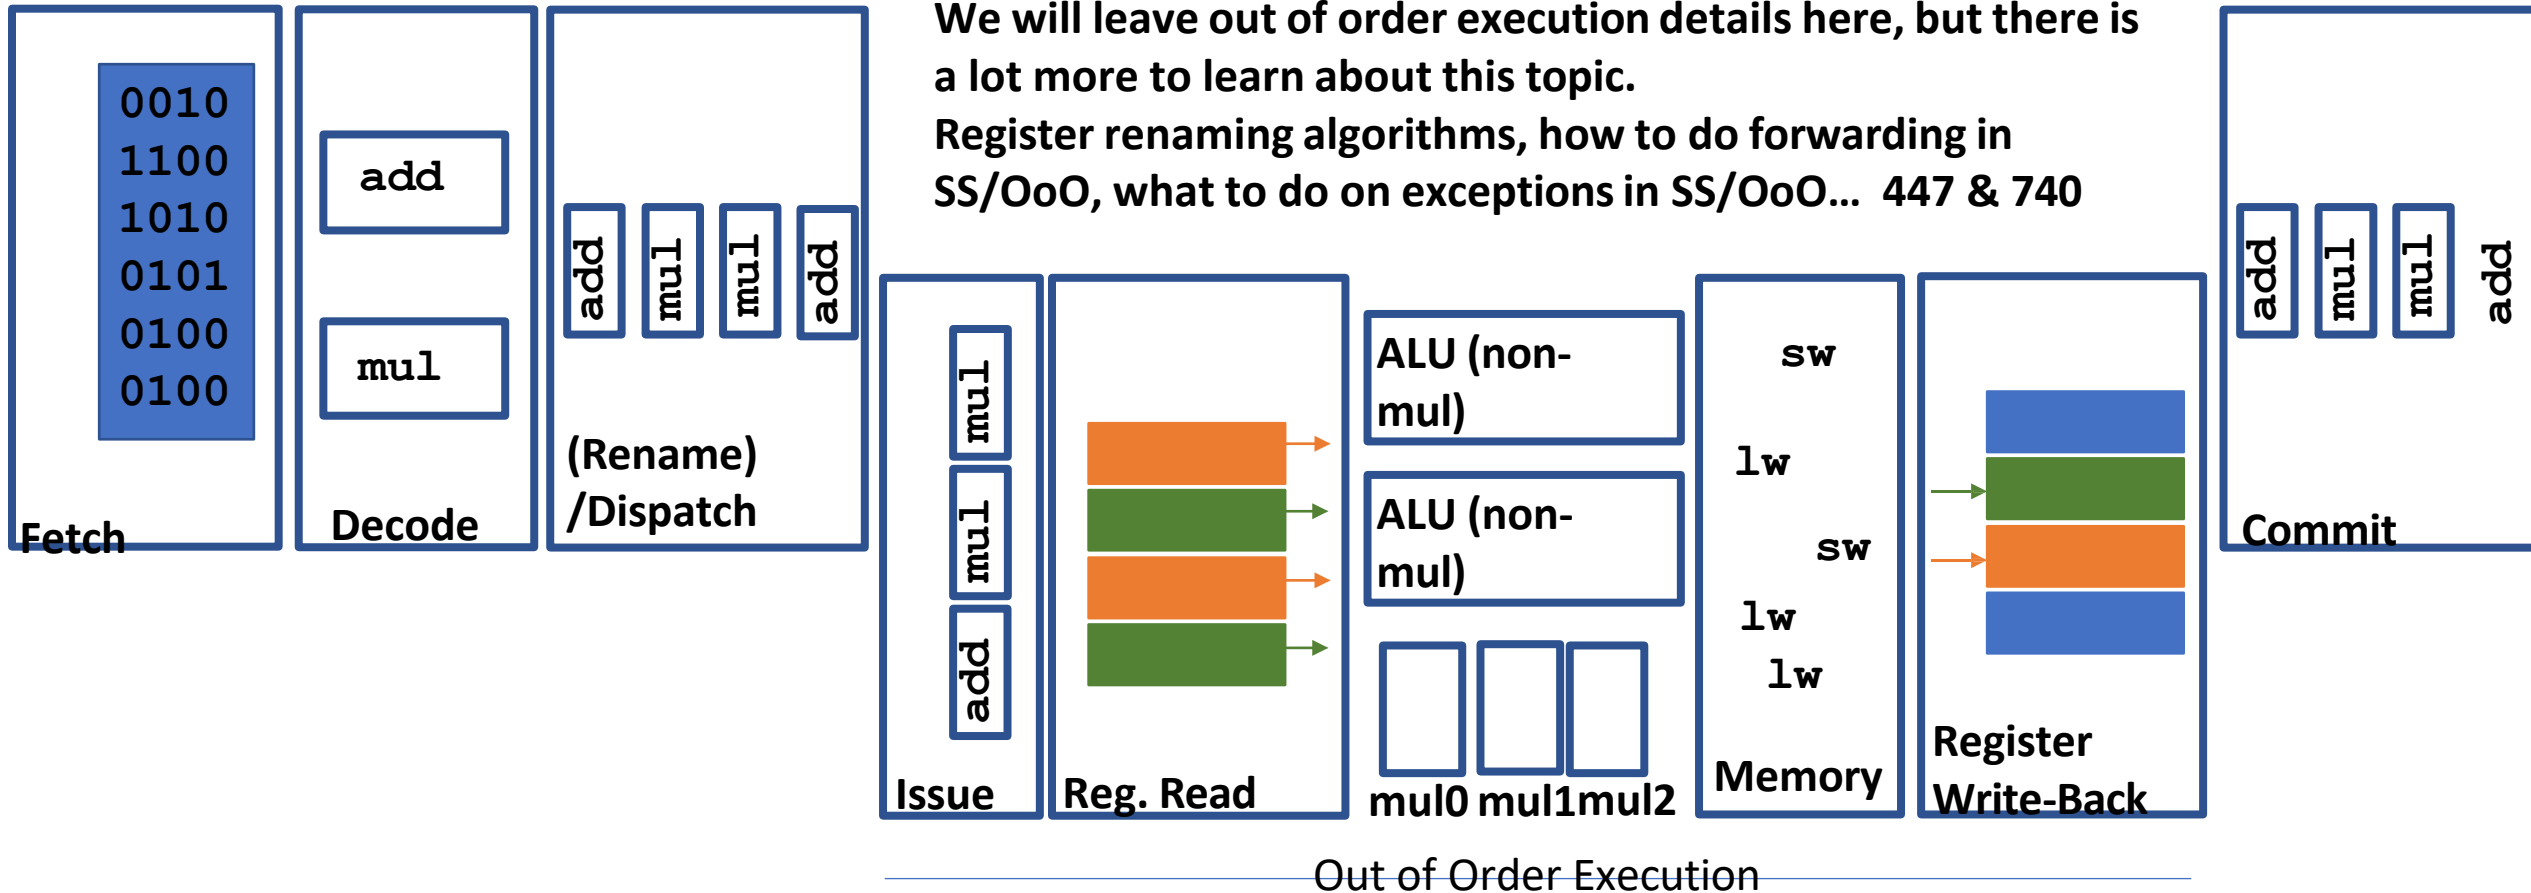 We will leave out of order execution details here, but there is
a lot more to learn about this topic.
Register renaming algorithms, how to do forwarding in
SS/OoO, what to do on exceptions in SS/OoO… 447 & 740
0010
1100
1010
0101
0100
0100
Fetch
add
mul
Decode
add
mul
mul
add
(Rename)
/Dispatch
mul
mul
add
Issue
Reg. Read
ALU (non-
mul)
ALU (non-
mul)
mul0
mul1
mul2
sw
lw
sw
lw
lw
Memory
Register
Write-Back
add
mul
mul
add
Commit
Out of Order Execution